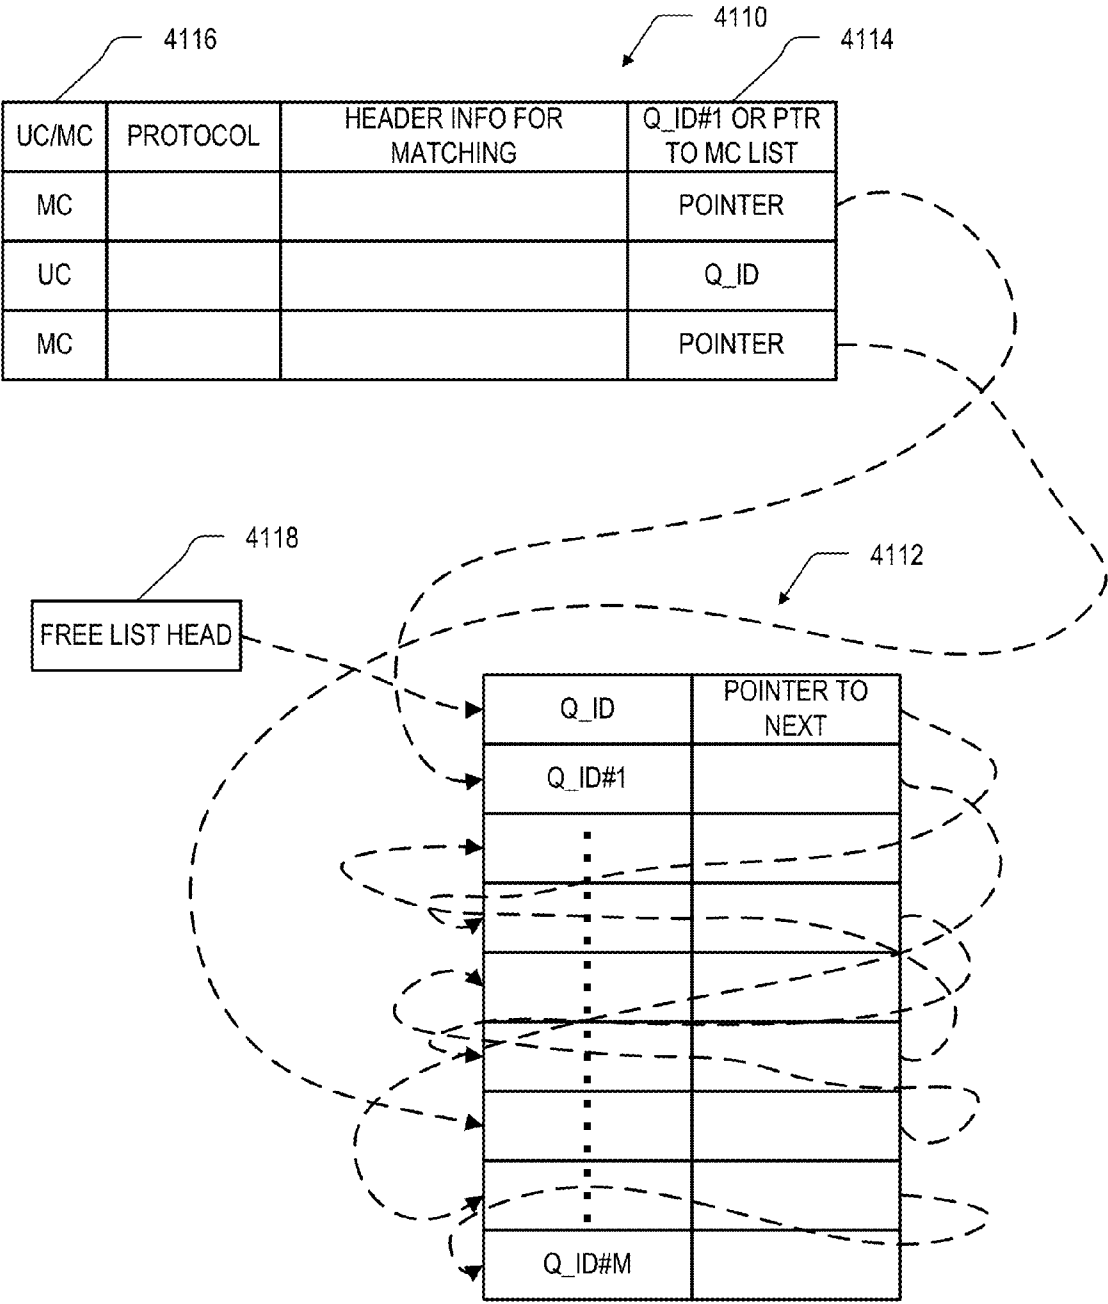 4116
4110
4114
UC/MC
PROTOCOL
HEADER INFO FOR
MATCHING
Q_ID#1 OR PTR
TO MC LIST
MC
POINTER
UC
Q_ID
MC
POINTER
4118
4112
FREE LIST HEAD
Q_ID
POINTER TO
NEXT
Q_ID#1
Q_ID#M